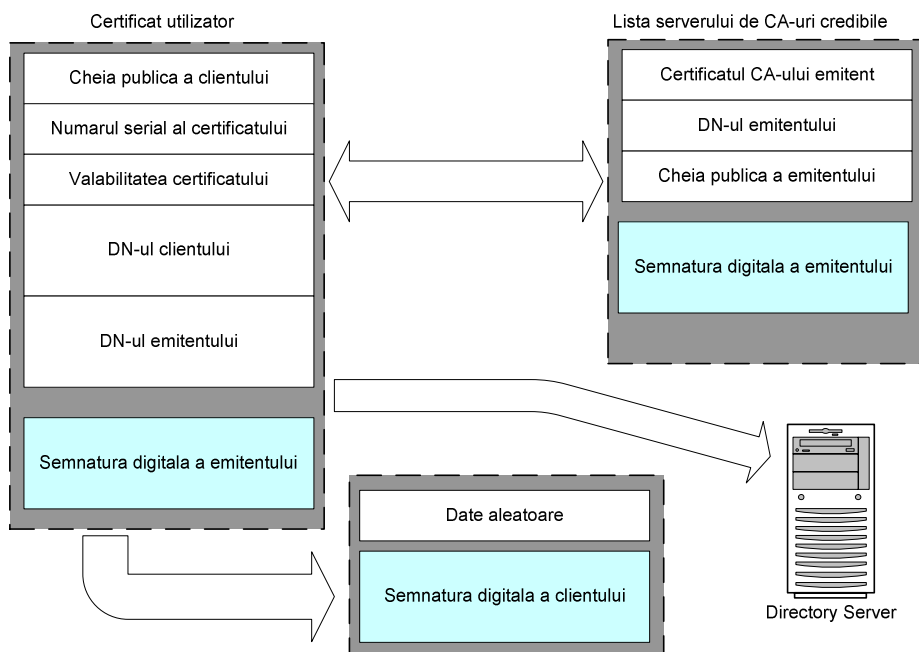 Certificat utilizator
Cheia publica a clientului
Numarul serial al certificatului
Valabilitatea certificatului
DN-ul clientului
DN-ul emitentului
Semnatura digitala a emitentului
Lista serverului de CA-uri credibile
Certificatul CA-ului emitent
DN-ul emitentului
Cheia publica a emitentului
Semnatura digitala a emitentului
Date aleatoare
Semnatura digitala a clientului
Directory Server